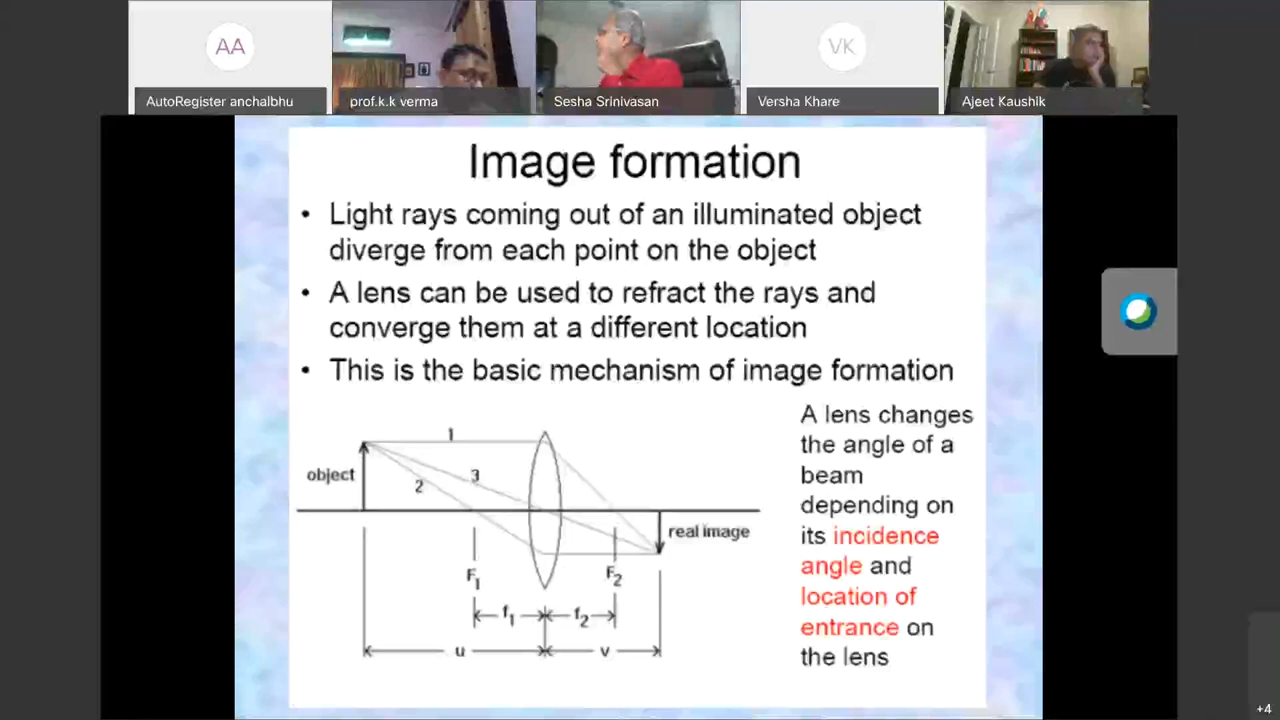 AA
VK
AutoRegister anchalbhu
prof.k.k verma
Sesha Srinivasan
Versha Khare
Ajeet Kaushik
Image formation
• Light rays coming out of an illuminated object
diverge from each point on the object
• A lens can be used to refract the rays and
converge them at a different location
• This is the basic mechanism of image formation
1
object
3
2
real image
F1
F2
f1
f2
u
v
A lens changes
the angle of a
beam
depending on
its incidence
angle and
location of
entrance on
the lens
+4